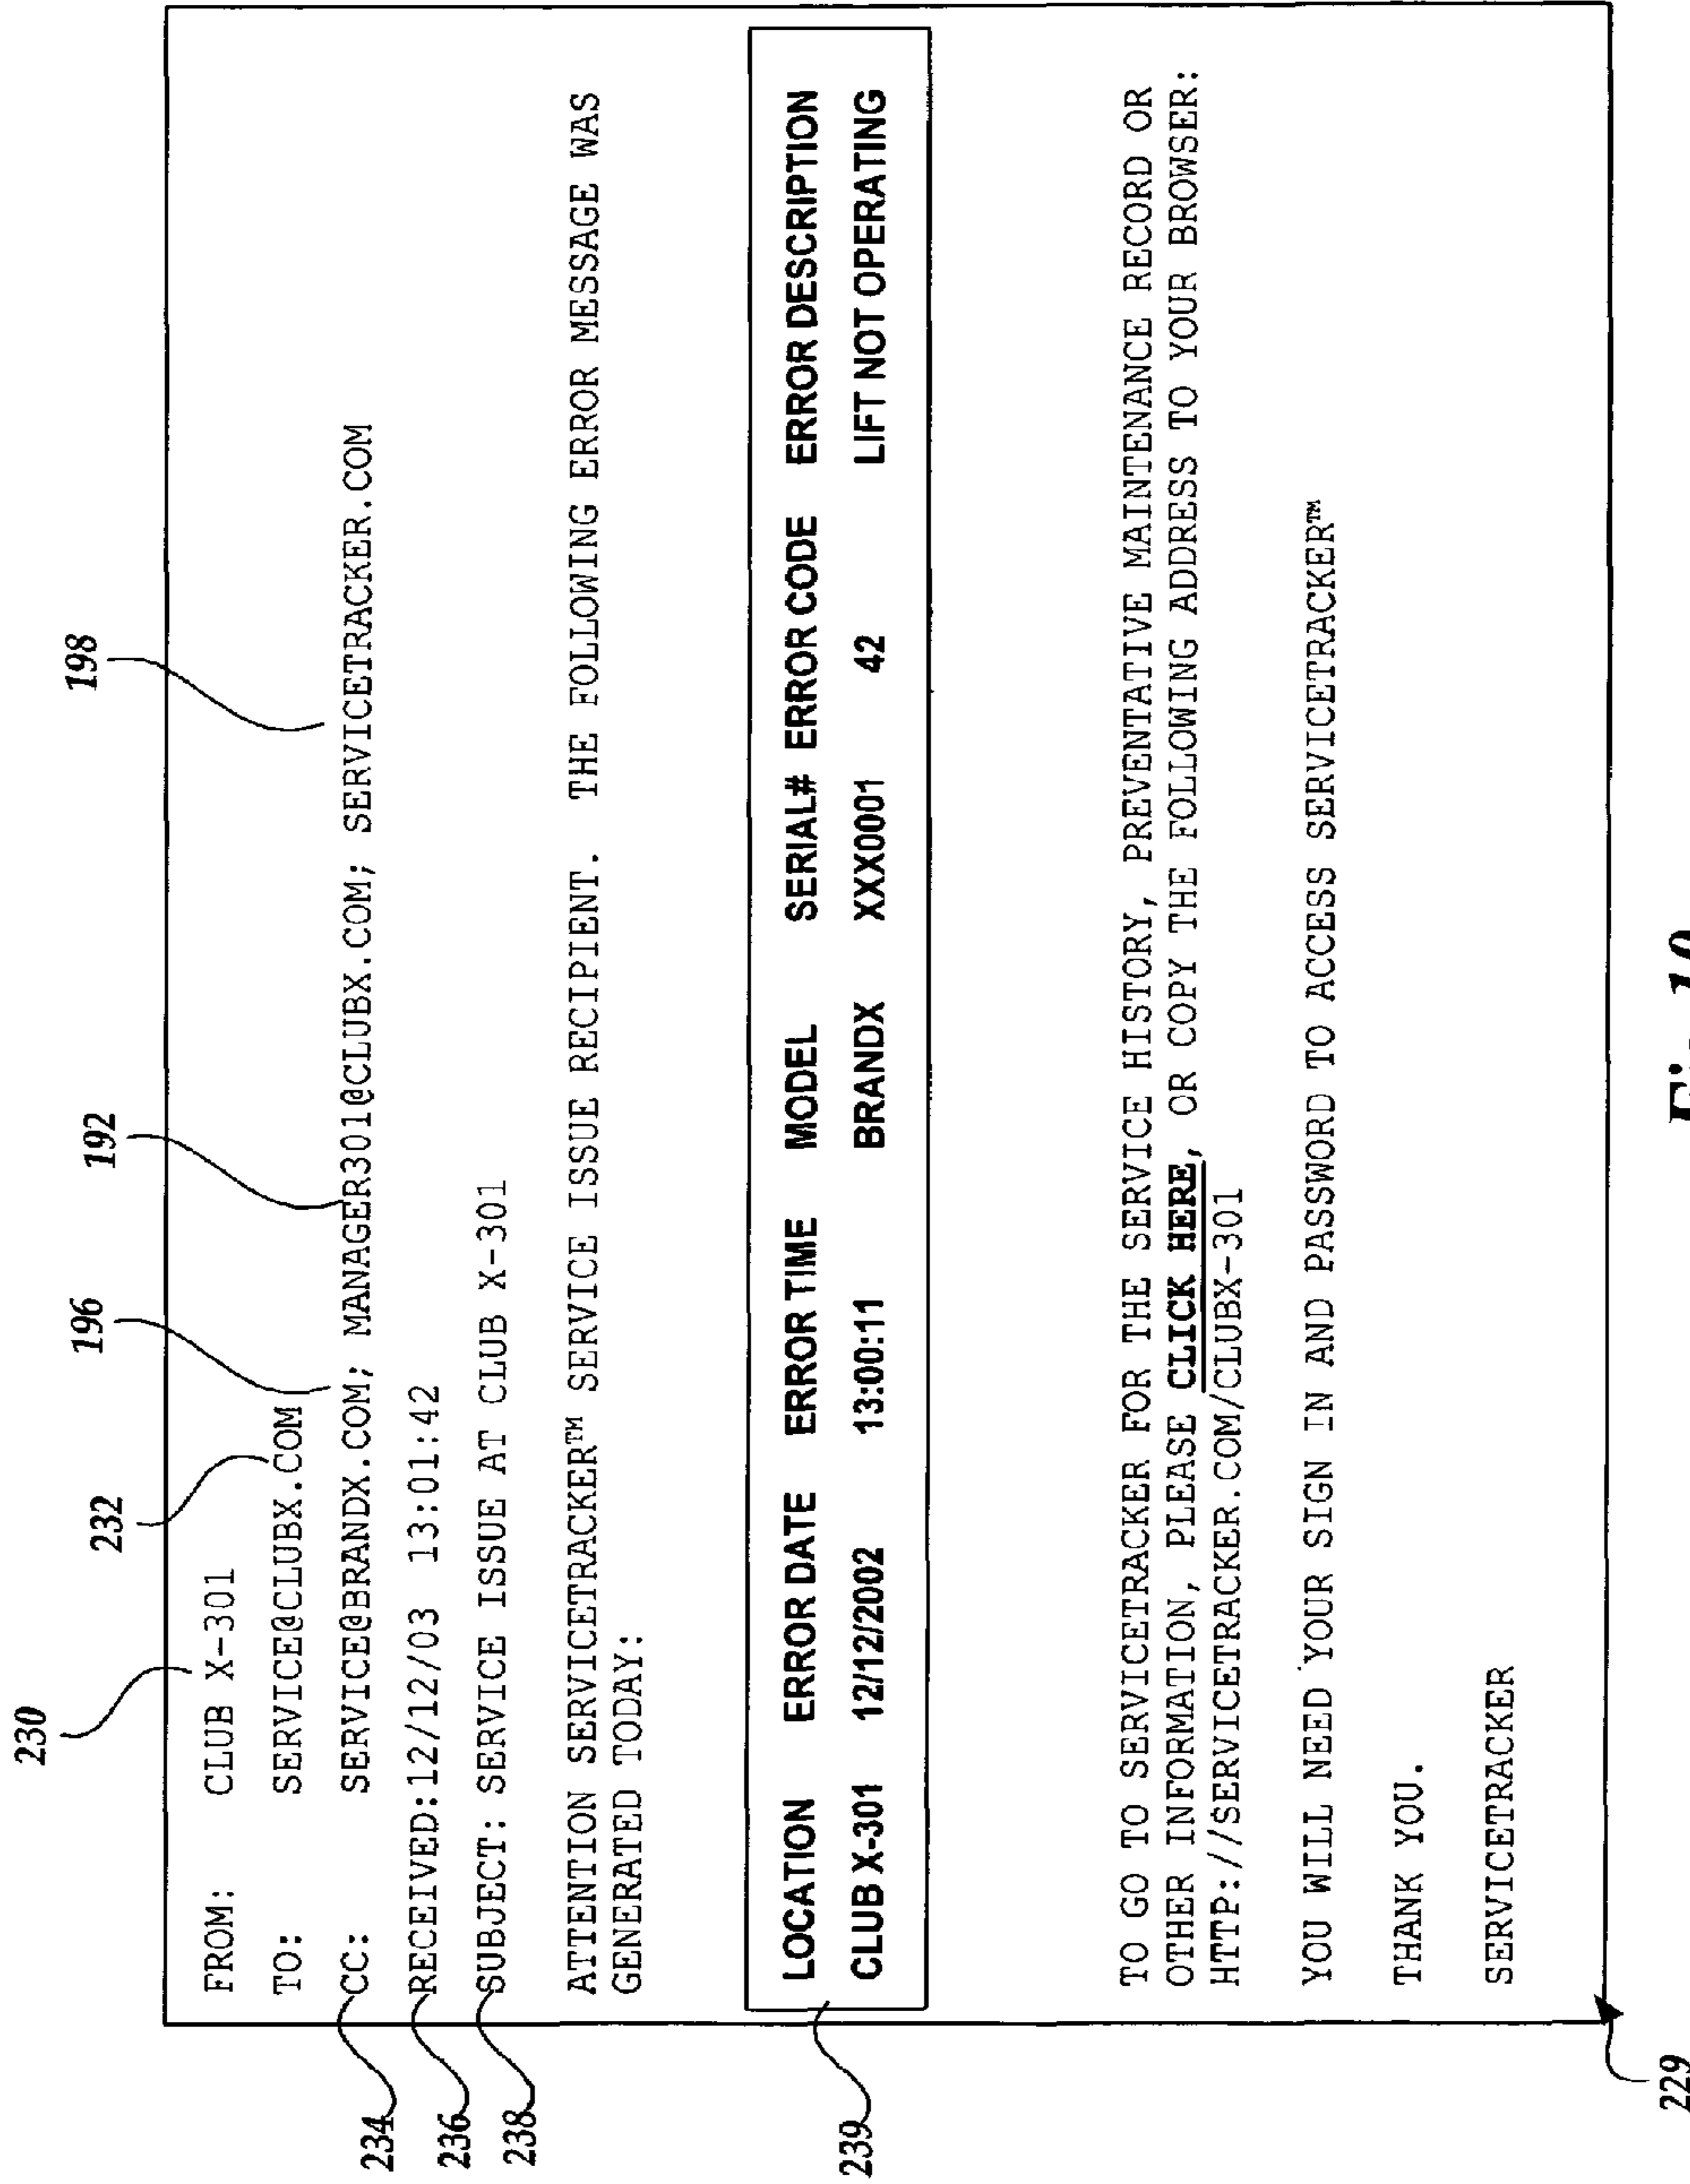 230
232
196
192
198
FROM: CLUB X-301
TO: SERVICE@CLUBX.COM
234 CC: SERVICE@BRANDX.COM; MANAGER301@CLUBX.COM; SERVICETRACKER.COM
236 RECEIVED:12/12/03 13:01:42
238 SUBJECT: SERVICE ISSUE AT CLUB X-301
ATTENTION SERVICETRACKER™ SERVICE ISSUE RECIPIENT. THE FOLLOWING ERROR MESSAGE WAS
GENERATED TODAY:
239
LOCATION ERROR DATE ERROR TIME MODEL SERIAL# ERROR CODE ERROR DESCRIPTION
CLUB X-301 12/12/2002 13:00:11 BRANDX XXX0001 42 LIFT NOT OPERATING
TO GO TO SERVICETRACKER FOR THE SERVICE HISTORY, PREVENTATIVE MAINTENANCE RECORD OR
OTHER INFORMATION, PLEASE CLICK HERE, OR COPY THE FOLLOWING ADDRESS TO YOUR BROWSER:
HTTP://SERVICETRACKER.COM/CLUBX-301
YOU WILL NEED YOUR SIGN IN AND PASSWORD TO ACCESS SERVICETRACKER™
THANK YOU.
SERVICETRACKER
229